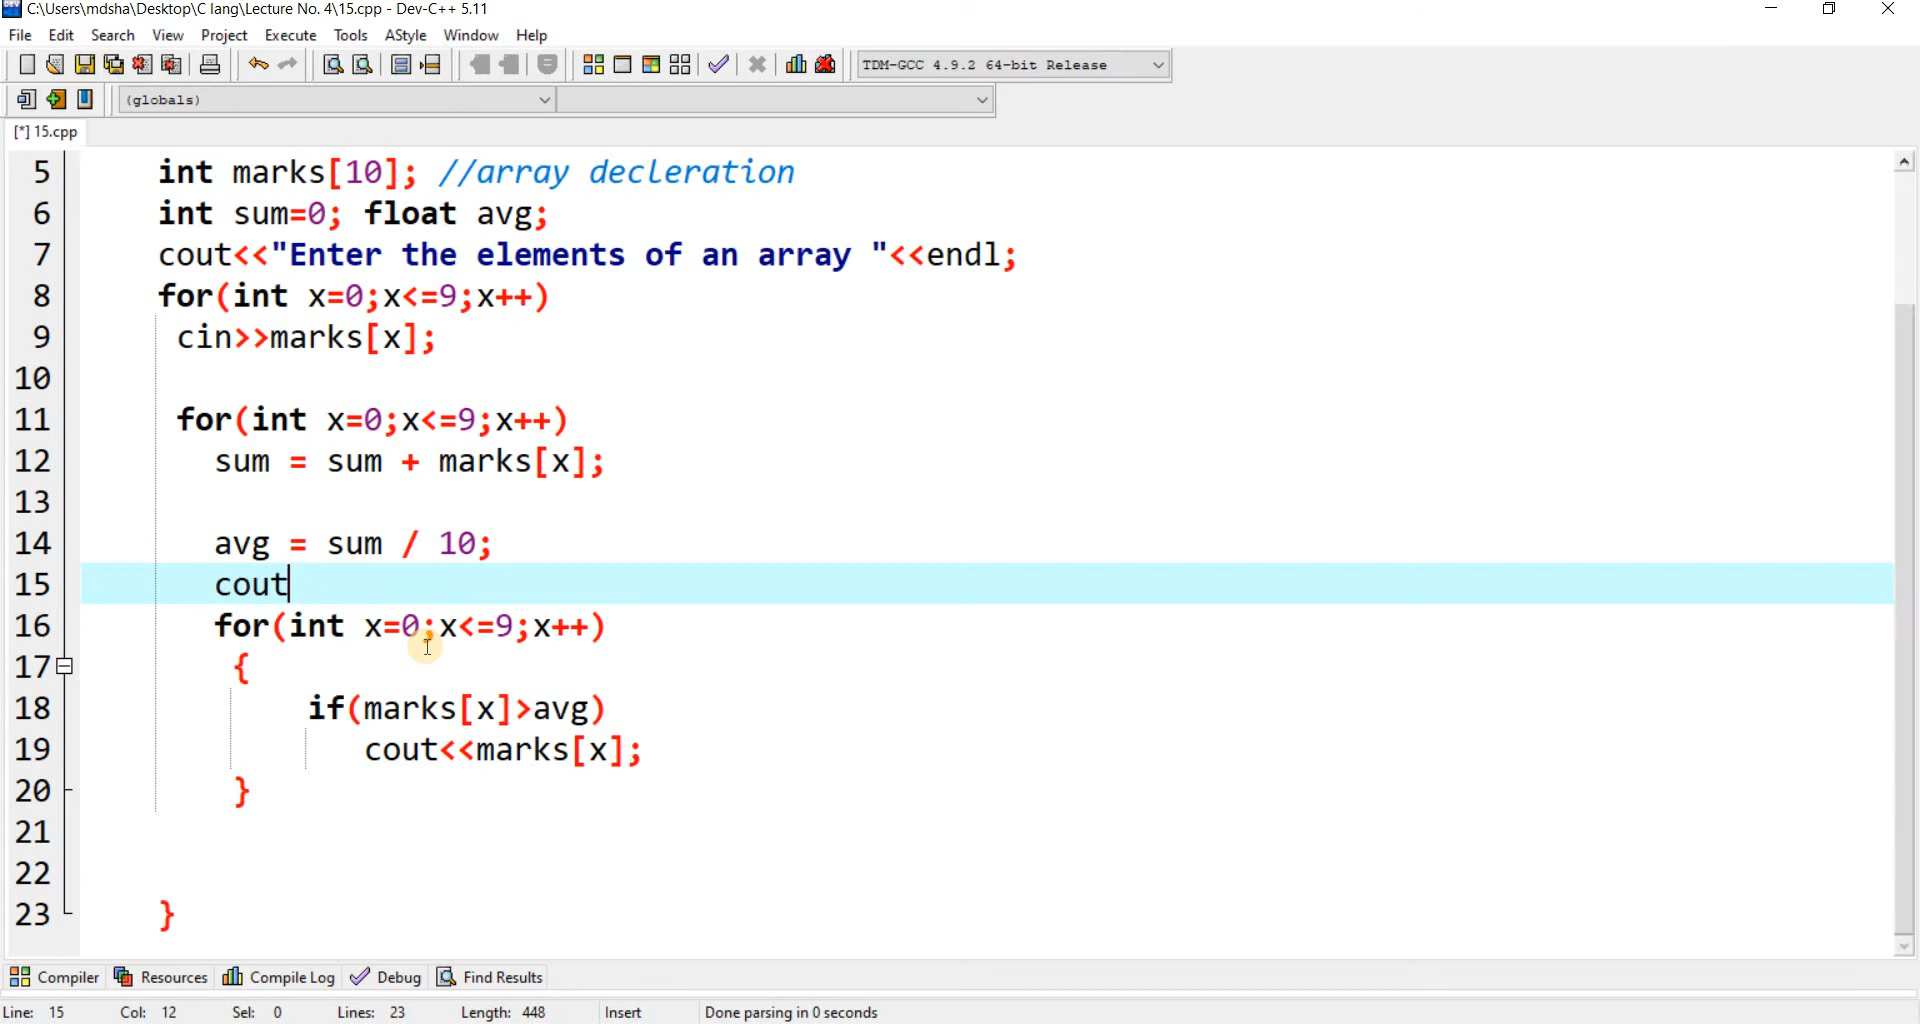 C:\Users\mdsha\Desktop\C lang\Lecture No. 4\15.cpp - Dev-C++ 5.11
File Edit Search View Project Execute Tools AStyle Window Help
TDM-GCC 4.9.2 64-bit Release
(globals)
[*] 15.cpp
5 int marks[10]; //array decleration
6 int sum=0; float avg;
7 cout<<"Enter the elements of an array "<<endl;
8 for(int x=0;x<=9;x++)
9 cin>>marks[x];
10
11 for(int x=0;x<=9;x++)
12 sum = sum + marks[x];
13
14 avg = sum / 10;
15 cout
16 for(int x=0;x<=9;x++)
17 {
18 if(marks[x]>avg)
19 cout<<marks[x];
20 }
21
22
23 }
Compiler Resources Compile Log Debug Find Results
Line: 15 Col: 12 Sel: 0 Lines: 23 Length: 448 Insert Done parsing in 0 seconds